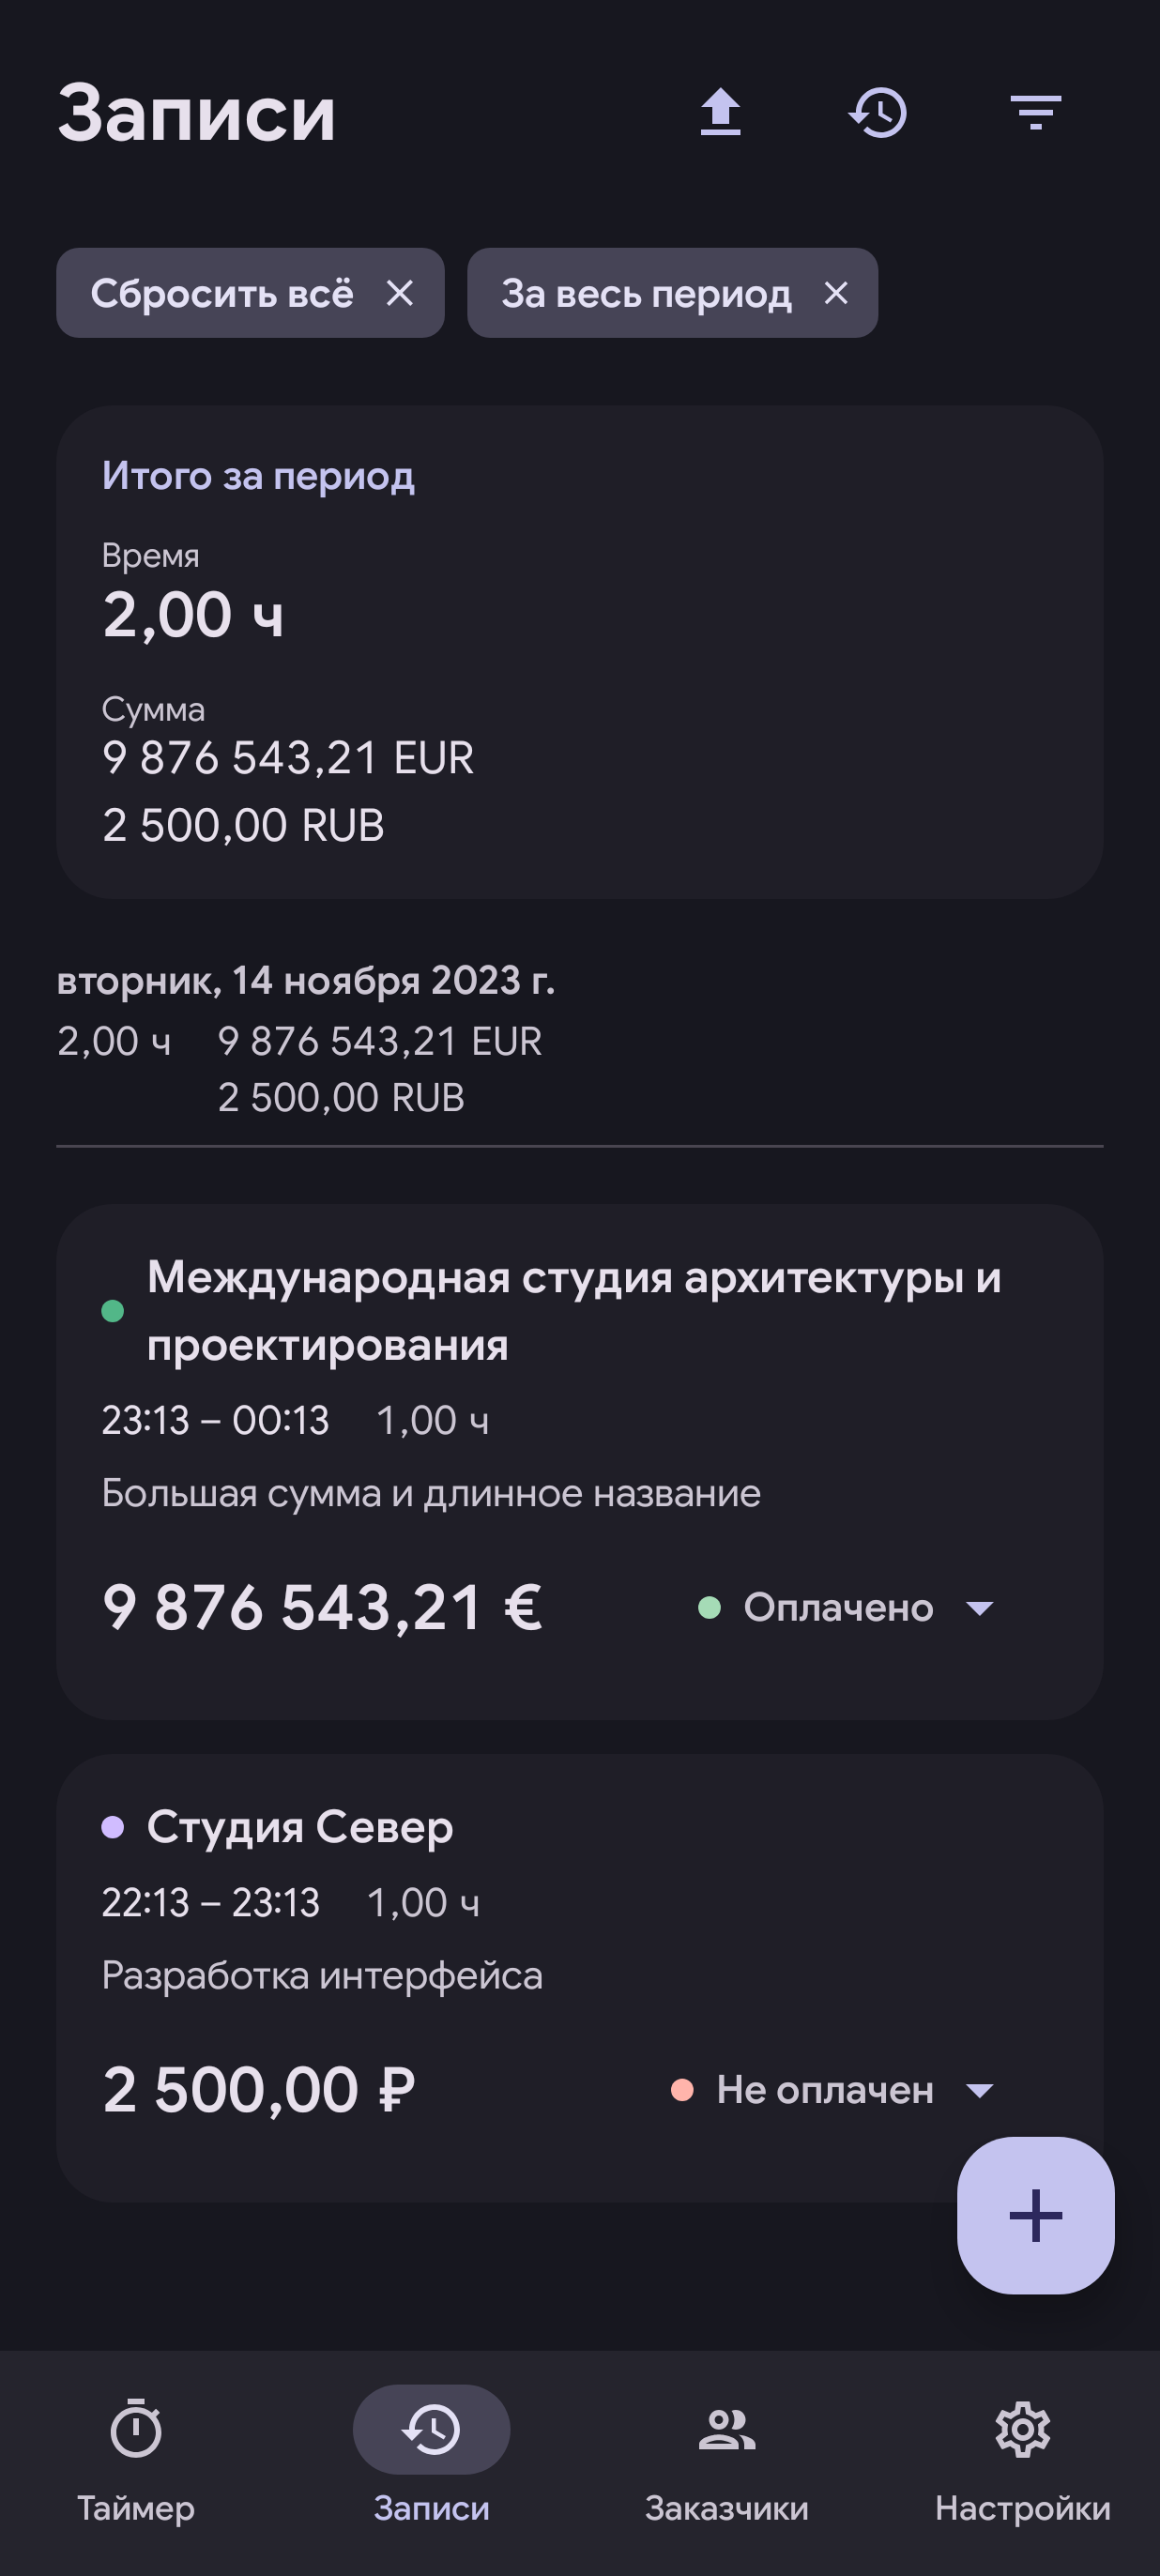 Записи
Сбросить всё
За весь период
Итого за период
Время
2,00 ч
Сумма
9 876 543,21 EUR
2 500,00 RUB
вторник, 14 ноября 2023 г.
2,00 ч 9 876 543,21 EUR
2 500,00 RUB
Международная студия архитектуры и
проектирования
23:13 – 00:13 1,00 ч
Большая сумма и длинное название
9 876 543,21 €
Оплачено
Студия Север
22:13 – 23:13 1,00 ч
Разработка интерфейса
2 500,00 ₽
Не оплачен
Таймер
Записи
Заказчики
Настройки